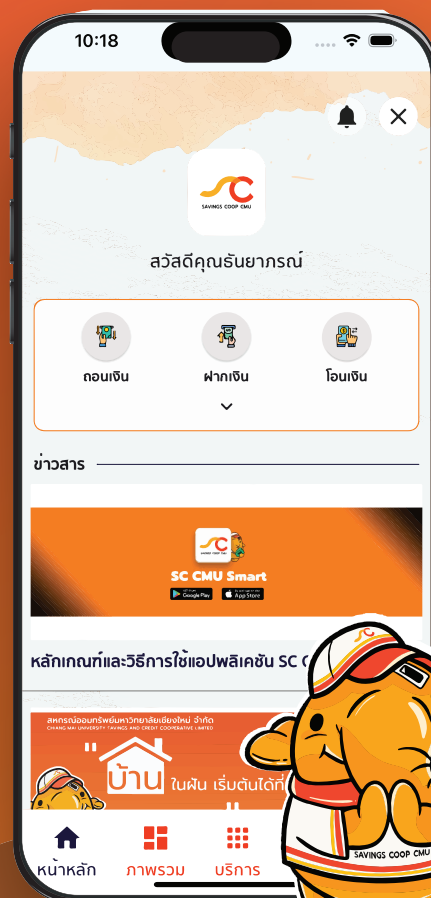 10:18
SAVINGS COOP CMU
สวัสดีคุณธันยาภรณ์
ถอนเงิน
ฝากเงิน
โอนเงิน
ข่าวสาร
SAVINGS COOP CMU
SC CMU Smart
Google Play
App Store
หลักเกณฑ์และวิธีการใช้แอปพลิเคชัน SC
สหกรณ์ออมทรัพย์มหาวิทยาลัยเชียงใหม่ จำกัด
CHIANG MAI UNIVERSITY SAVINGS AND CREDIT COOPERATIVE LIMITED
"บ้าน ในฝัน เริ่มต้นได้ที่
"
หน้าหลัก
ภาพรวม
บริการ
SAVINGS COOP CMU